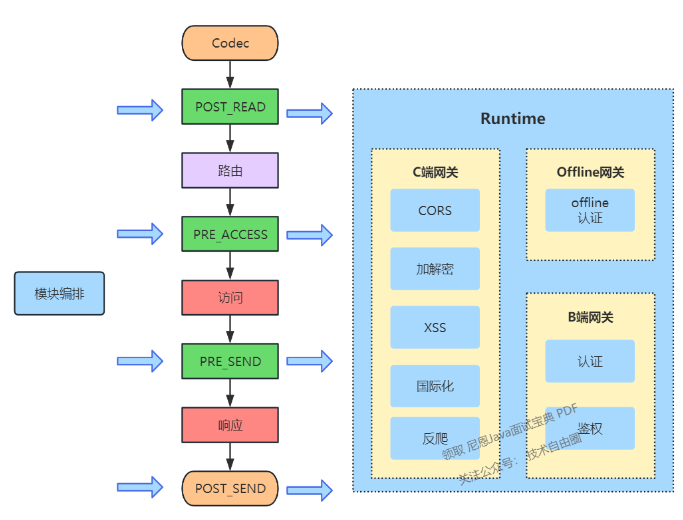 Codec
POST_READ
路由
PRE_ACCESS
模块编排
访问
PRE_SEND
响应
POST_SEND
Runtime
C端网关
CORS
加解密
XSS
国际化
反爬
Offline网关
offline
认证
B端网关
认证
鉴权
领取 尼恩Java面试宝典 PDF
关注公众号： 技术自由圈